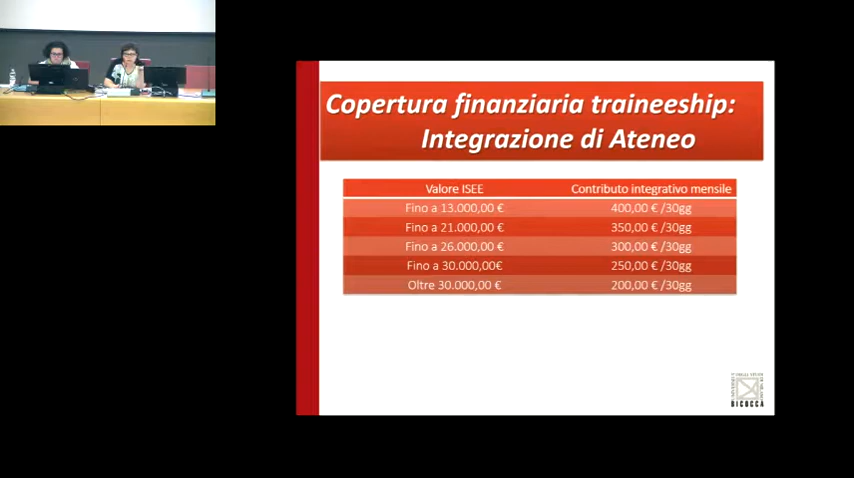 Copertura finanziaria traineeship:
Integrazione di Ateneo
Valore ISEE Contributo integrativo mensile
Fino a 13.000,00 € 400,00 € /30gg
Fino a 21.000,00 € 350,00 € /30gg
Fino a 26.000,00 € 300,00 € /30gg
Fino a 30.000,00€ 250,00 € /30gg
Oltre 30.000,00 € 200,00 € /30gg
BICOCCA